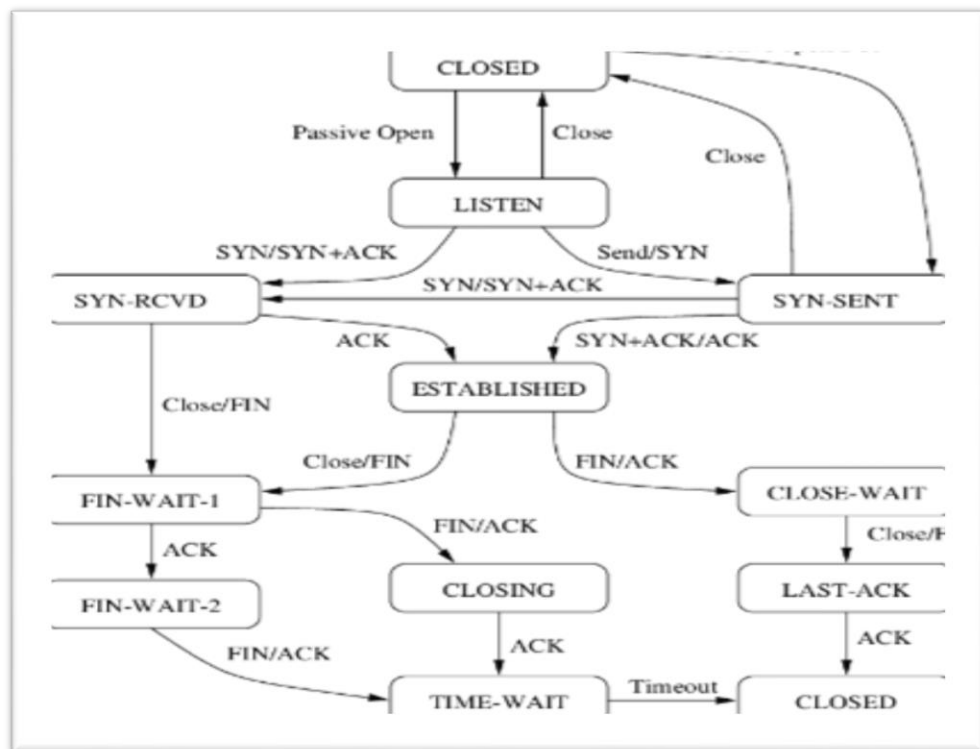 CLOSED
Passive Open
Close
Close
LISTEN
SYN/SYN+ACK
Send/SYN
SYN/SYN+ACK
SYN-RCVD
SYN-SENT
ACK
SYN+ACK/ACK
ESTABLISHED
Close/FIN
Close/FIN
FIN/ACK
FIN-WAIT-1
CLOSE-WAIT
FIN/ACK
Close/F
ACK
CLOSING
LAST-ACK
FIN-WAIT-2
ACK
ACK
FIN/ACK
Timeout
TIME-WAIT
CLOSED